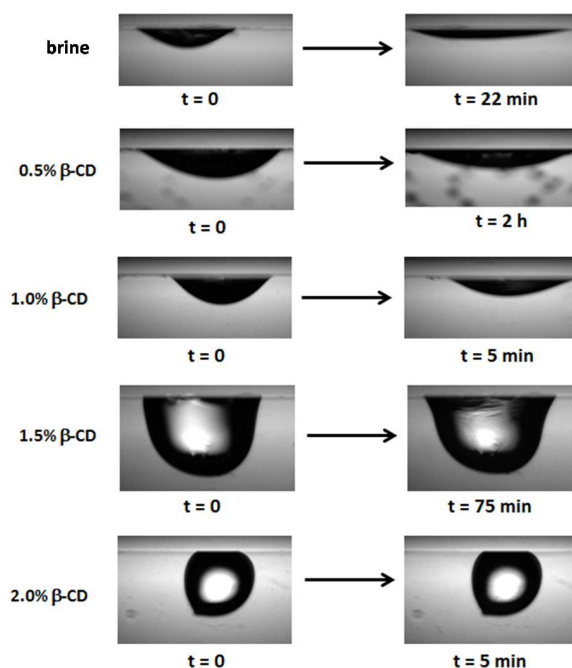 brine
t = 0
t = 22 min
0.5% β-CD
t = 0
t = 2 h
1.0% β-CD
t = 0
t = 5 min
1.5% β-CD
t = 0
t = 75 min
2.0% β-CD
t = 0
t = 5 min